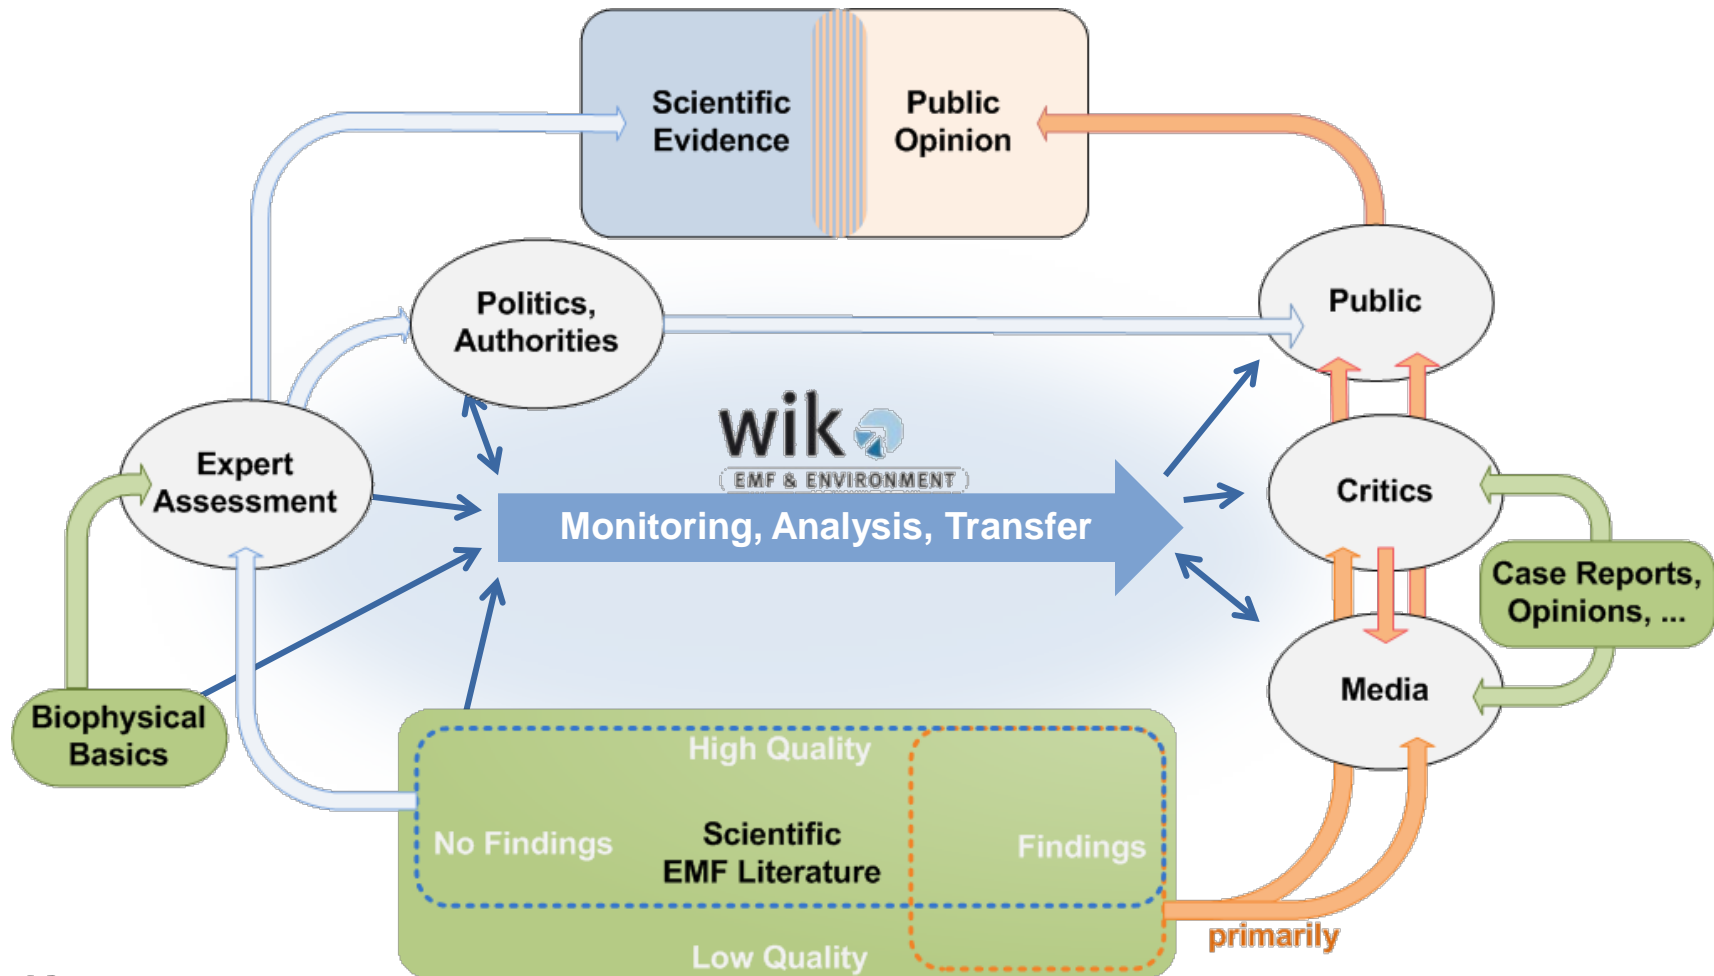 Scientific
Evidence
Public
Opinion
Politics,
Authorities
Public
wik
EMF & ENVIRONMENT
Expert
Assessment
Monitoring, Analysis, Transfer
Critics
Case Reports,
Opinions, ...
Media
Biophysical
Basics
High Quality
No Findings
Scientific
EMF Literature
Findings
Low Quality
primarily